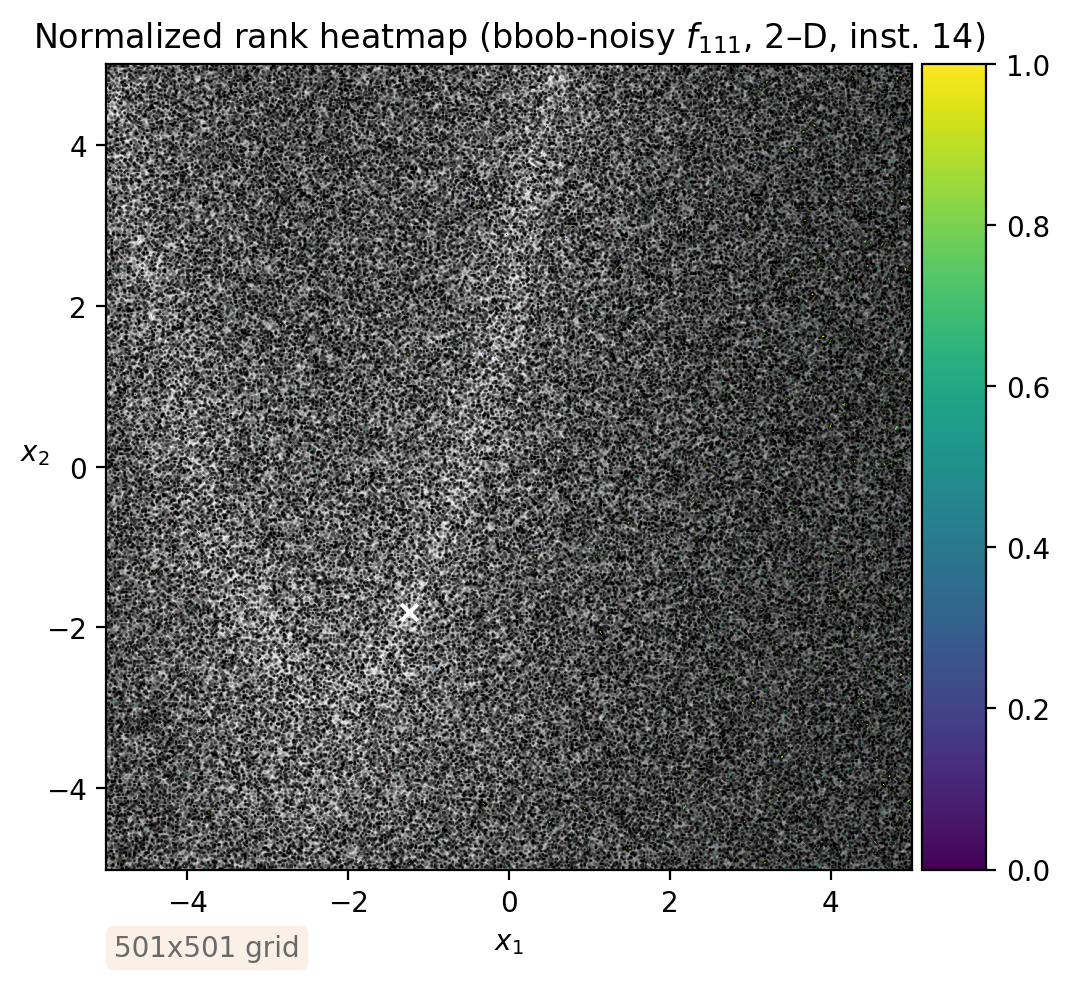 Normalized rank heatmap (bbob-noisy f₁₁₁, 2–D, inst. 14)
1.0
0.8
0.6
0.4
0.2
0.0
4
2
0
−2
−4
x₂
−4 −2 0 2 4
x₁
501x501 grid